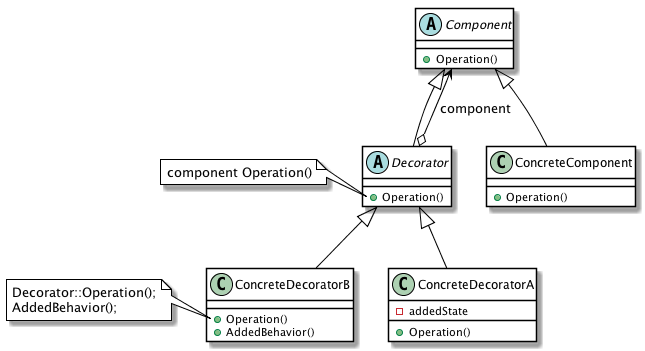 A Component
Operation()
component
component Operation()
A Decorator
Operation()
C ConcreteComponent
Operation()
Decorator::Operation();
AddedBehavior();
C ConcreteDecoratorB
Operation()
AddedBehavior()
C ConcreteDecoratorA
addedState
Operation()